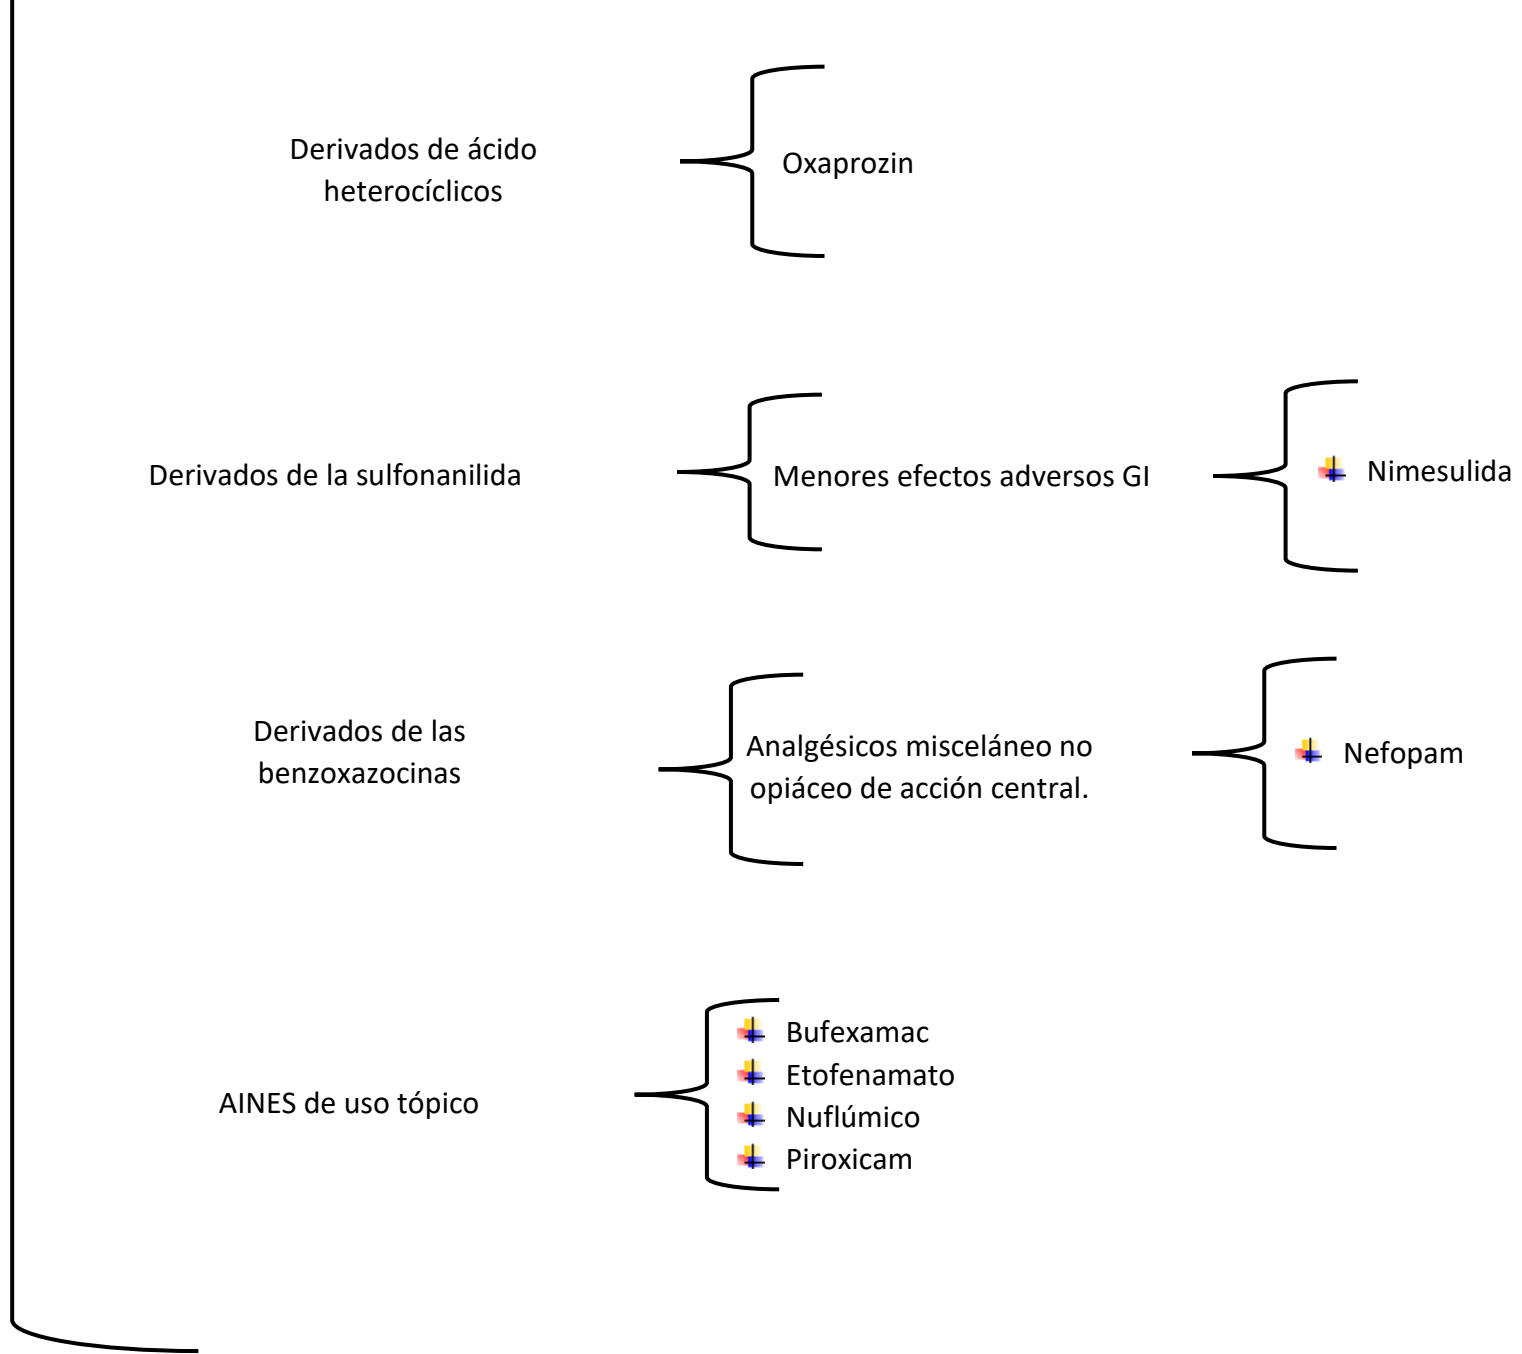 Derivados de ácido
heterocíclicos
Oxaprozin
Derivados de la sulfonanilida
Menores efectos adversos GI
Nimesulida
Derivados de las
benzoxazocinas
Analgésicos misceláneo no
opiáceo de acción central.
Nefopam
AINES de uso tópico
Bufexamac
Etofenamato
Nuflúmico
Piroxicam